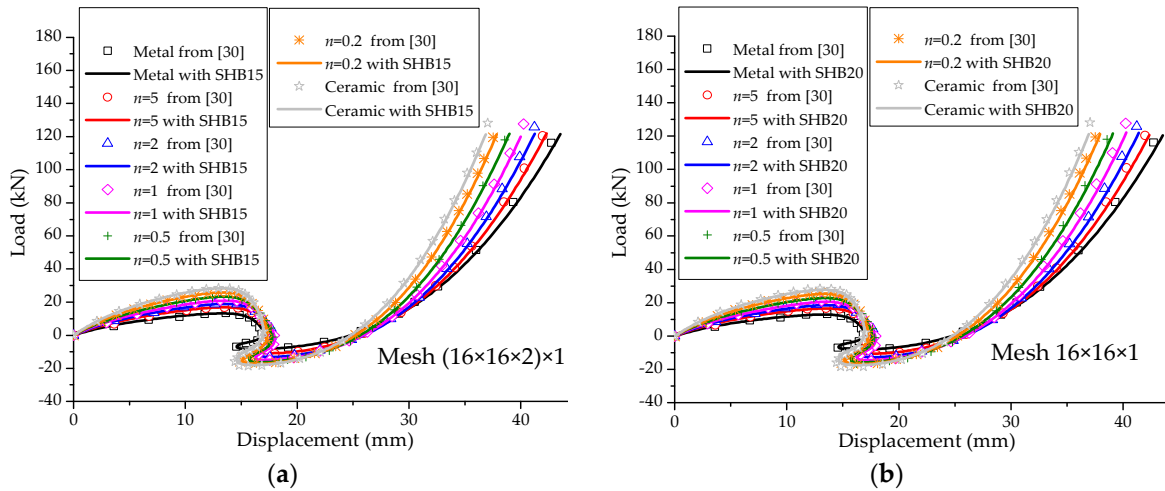 180
160
140
120
100
80
60
40
20
0
-20
-40
Load (kN)
Metal from [30]
Metal with SHB15
n=5 from [30]
n=5 with SHB15
n=2 from [30]
n=2 with SHB15
n=1 from [30]
n=1 with SHB15
n=0.5 from [30]
n=0.5 with SHB15
n=0.2 from [30]
n=0.2 with SHB15
Ceramic from [30]
Ceramic with SHB15
Mesh (16×16×2)×1
0 10 20 30 40
Displacement (mm)
(a)
180
160
140
120
100
80
60
40
20
0
-20
-40
Load (kN)
Metal from [30]
Metal with SHB20
n=5 from [30]
n=5 with SHB20
n=2 from [30]
n=2 with SHB20
n=1 from [30]
n=1 with SHB20
n=0.5 from [30]
n=0.5 with SHB20
n=0.2 from [30]
n=0.2 with SHB20
Ceramic from [30]
Ceramic with SHB20
Mesh 16×16×1
0 10 20 30 40
Displacement (mm)
(b)